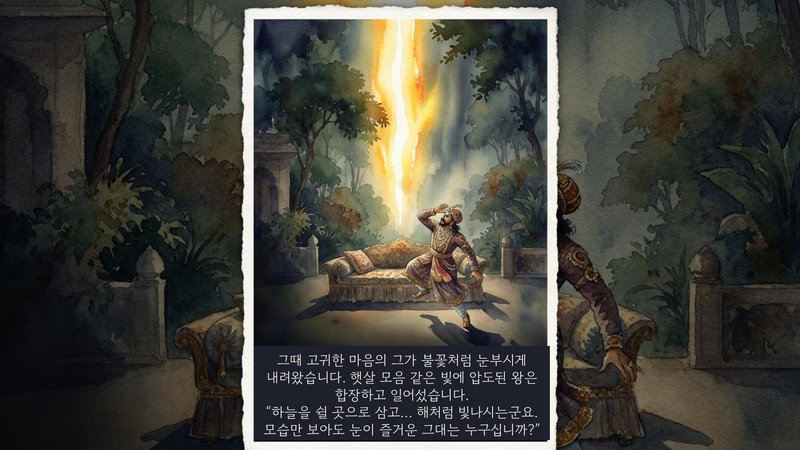 그때 고귀한 마음의 그가 불꽃처럼 눈부시게
내려왔습니다. 햇살 모음 같은 빛에 압도된 왕은
합장하고 일어섰습니다.
“하늘을 쉴 곳으로 삼고... 해처럼 빛나시는군요.
모습만 보아도 눈이 즐거운 그대는 누구십니까?”